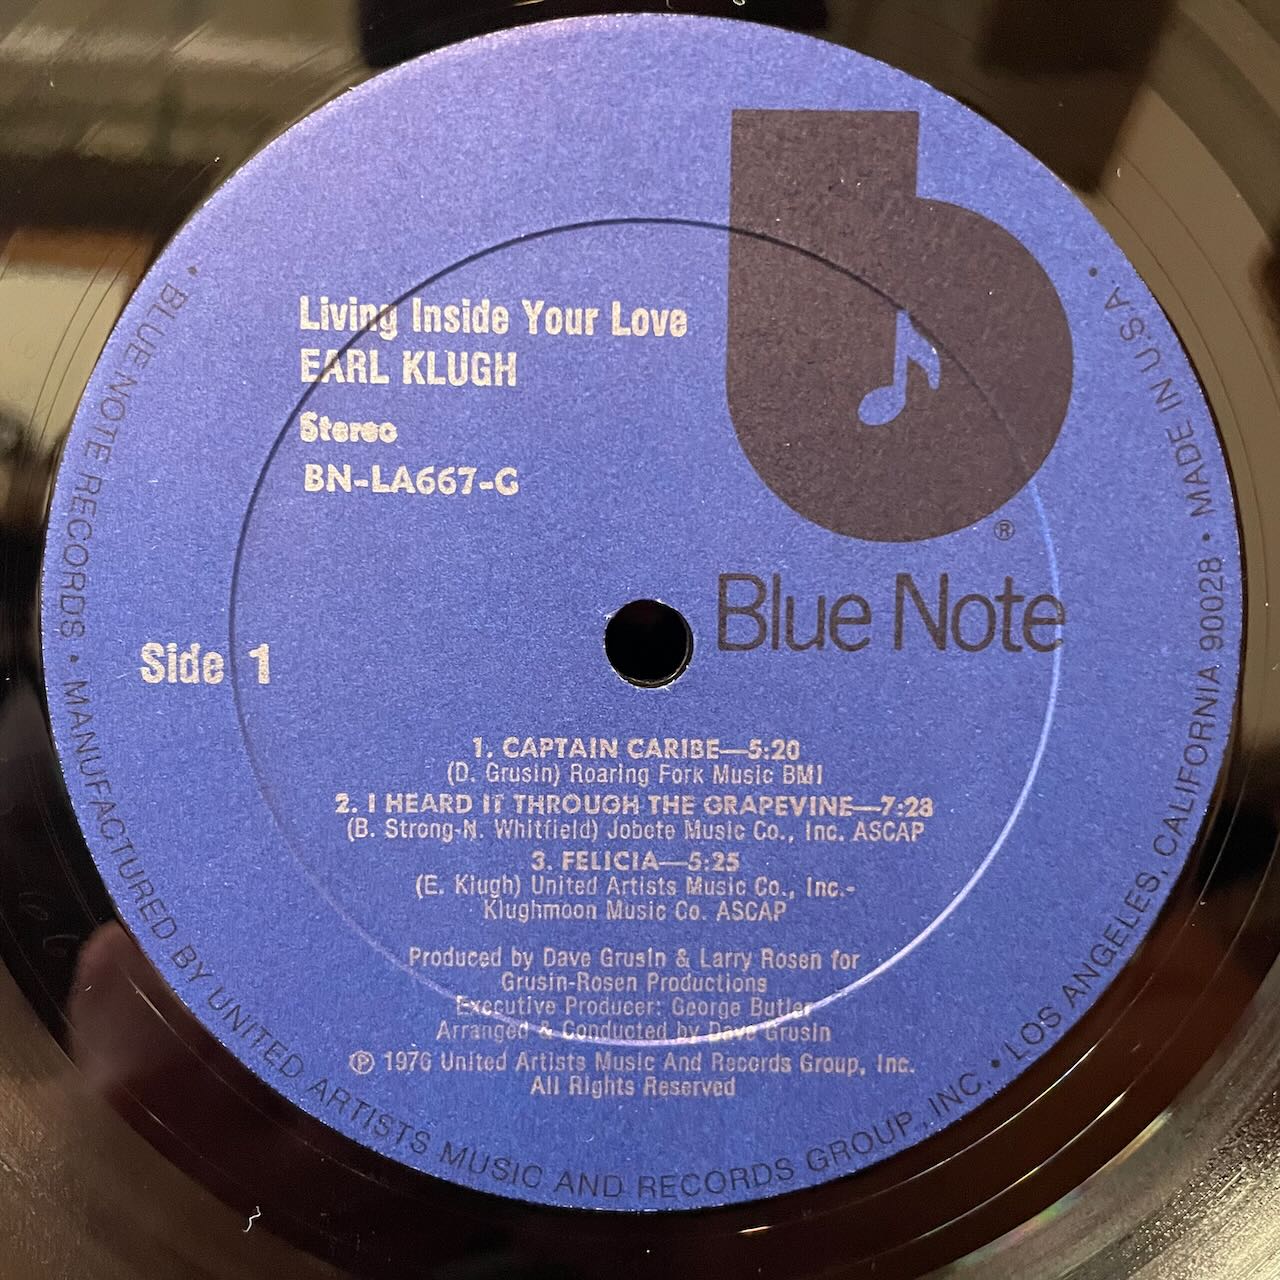 Living Inside Your Love
EARL KLUGH
Stereo
BN-LA667-G
®
Blue Note
Side 1
1. CAPTAIN CARIBE—5:20
(D. Grusin) Roaring Fork Music BMI
2. I HEARD IT THROUGH THE GRAPEVINE—7:28
(B. Strong-N. Whitfield) Jobete Music Co., Inc. ASCAP
3. FELICIA—5:25
(E. Klugh) United Artists Music Co., Inc.-
Klughmoon Music Co. ASCAP
Produced by Dave Grusin & Larry Rosen for
Grusin-Rosen Productions
Executive Producer: George Butler
Arranged & Conducted by Dave Grusin
℗ 1976 United Artists Music And Records Group, Inc.
All Rights Reserved
• BLUE NOTE RECORDS • MANUFACTURED BY UNITED ARTISTS MUSIC AND RECORDS GROUP, INC. • LOS ANGELES, CALIFORNIA 90028 • MADE IN U.S.A. •